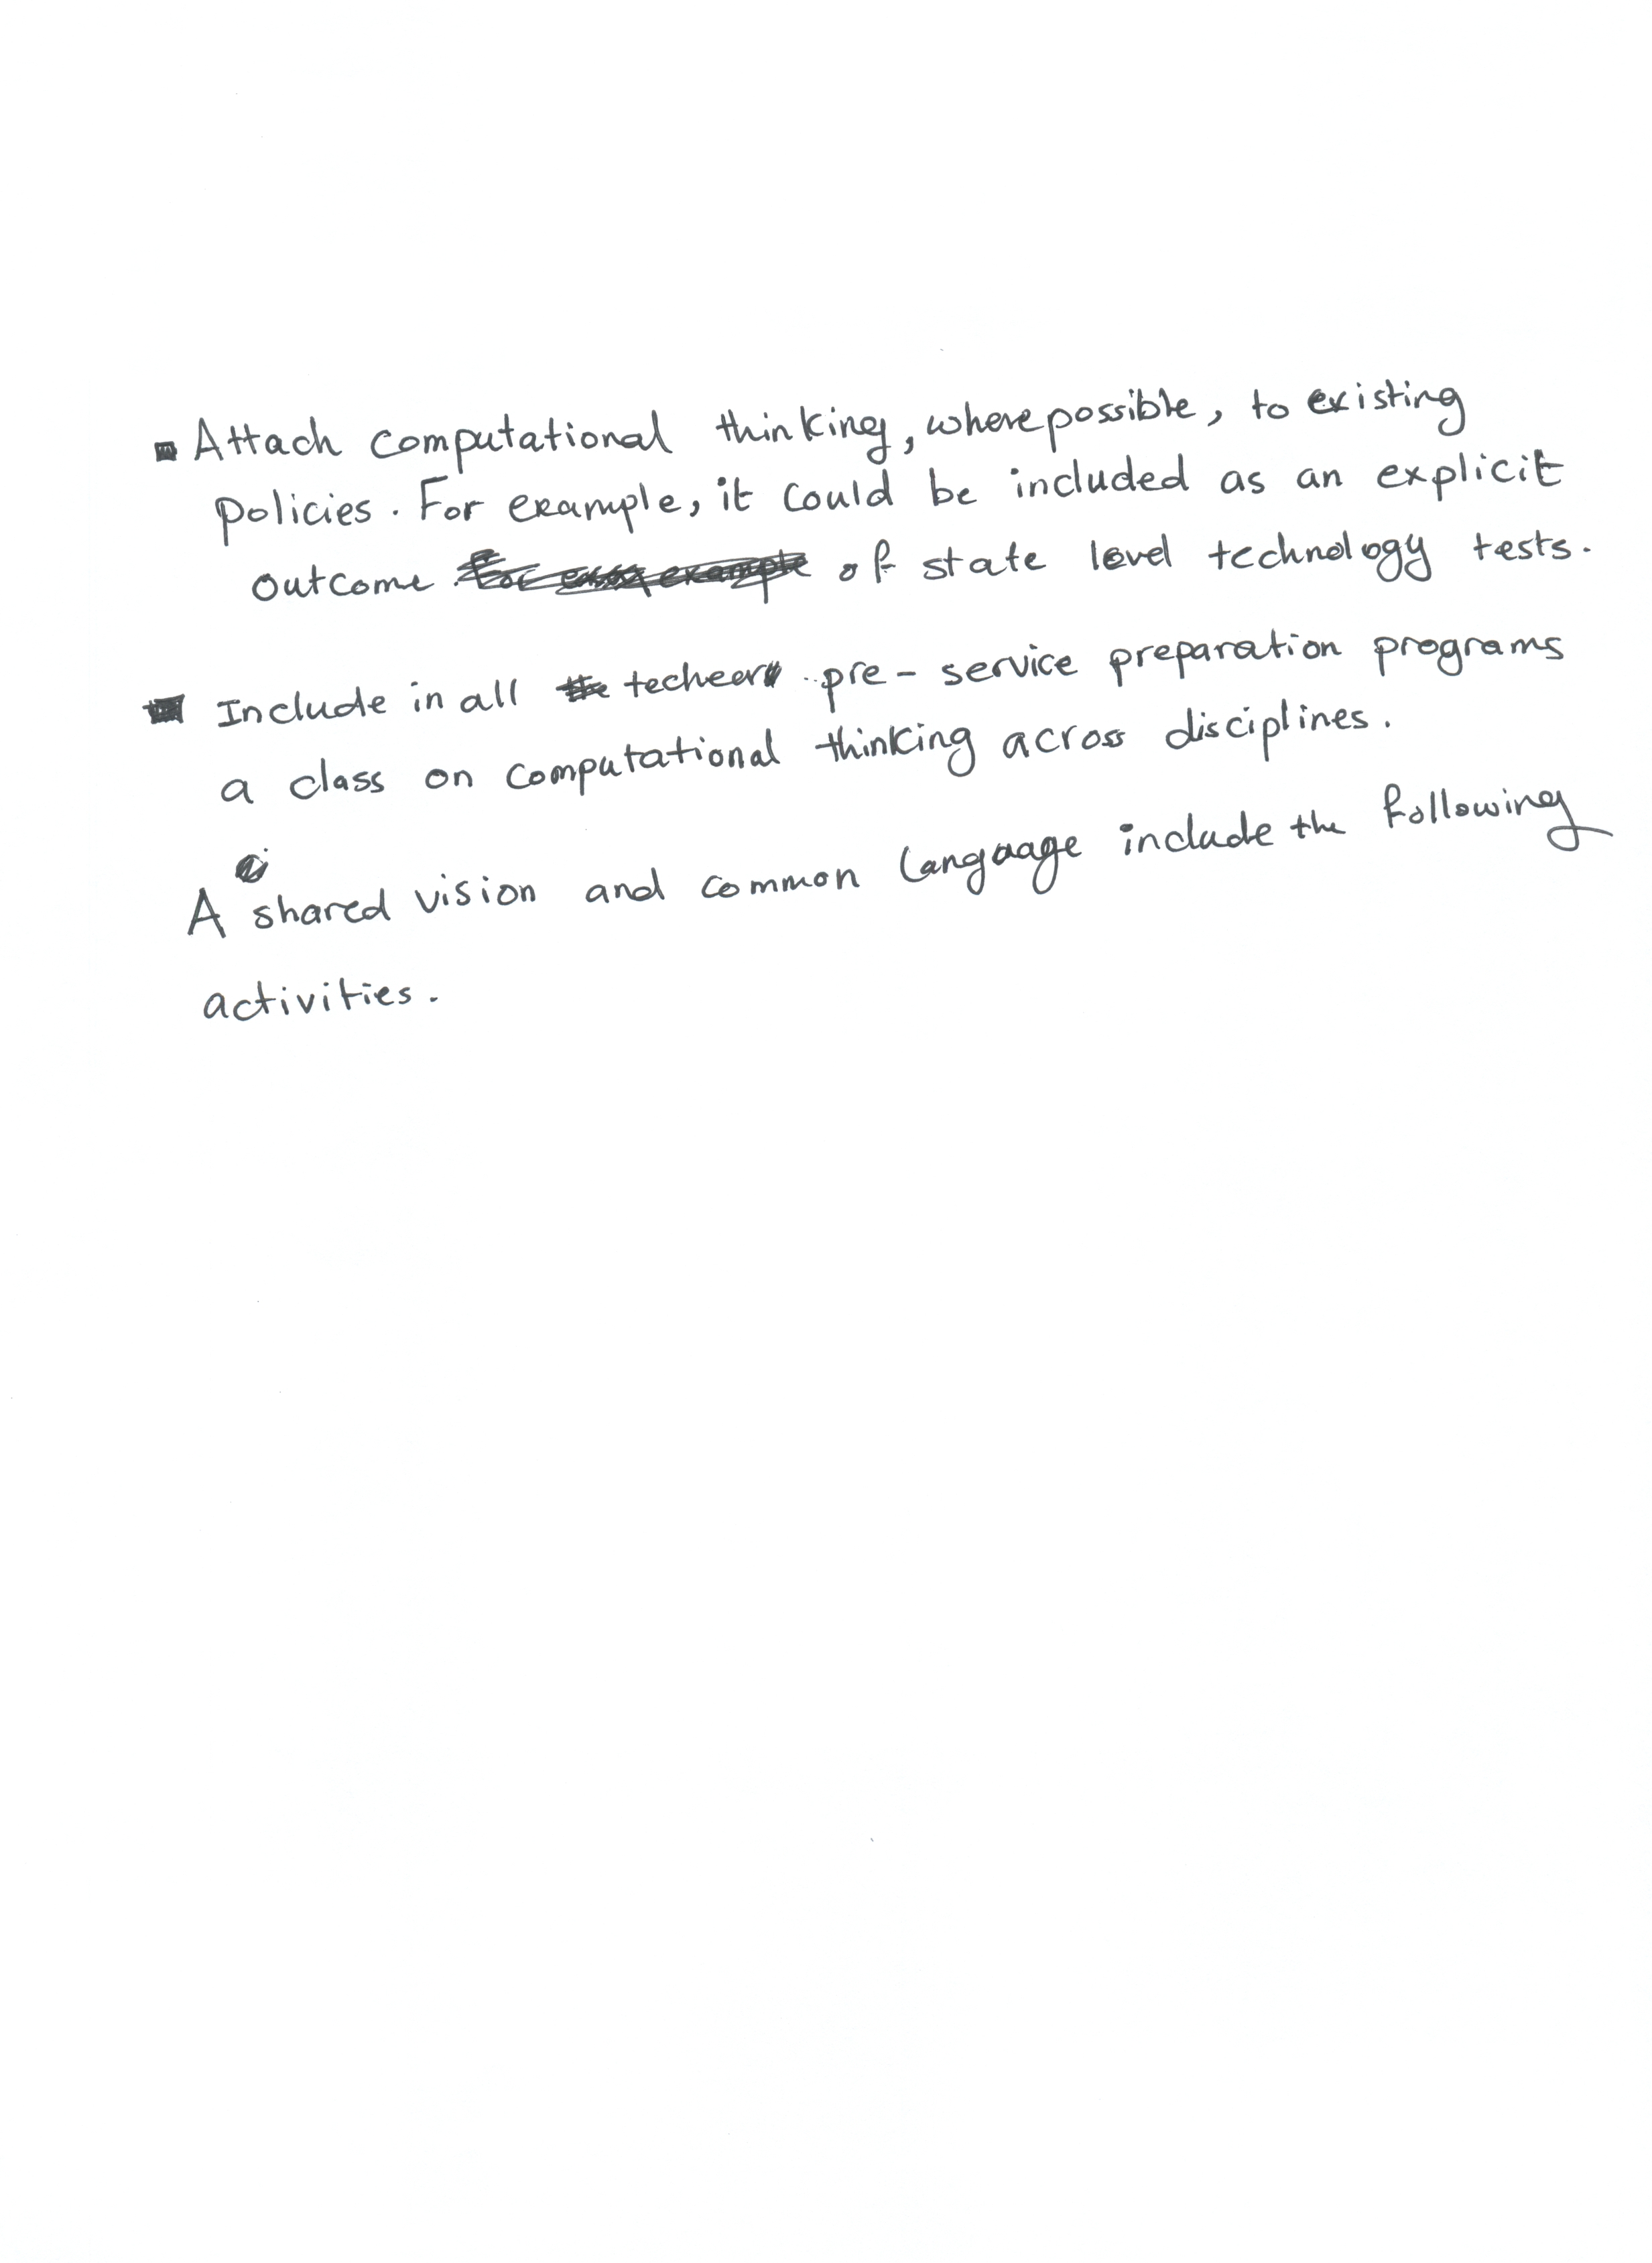 ▪ Attach computational thinking, where possible, to existing
policies. For example, it could be included as an explicit
outcome of state level technology tests.
▪ Include in all techeer pre-service preparation programs
a class on computational thinking across disciplines.
A shared vision and common language include the following
activities.